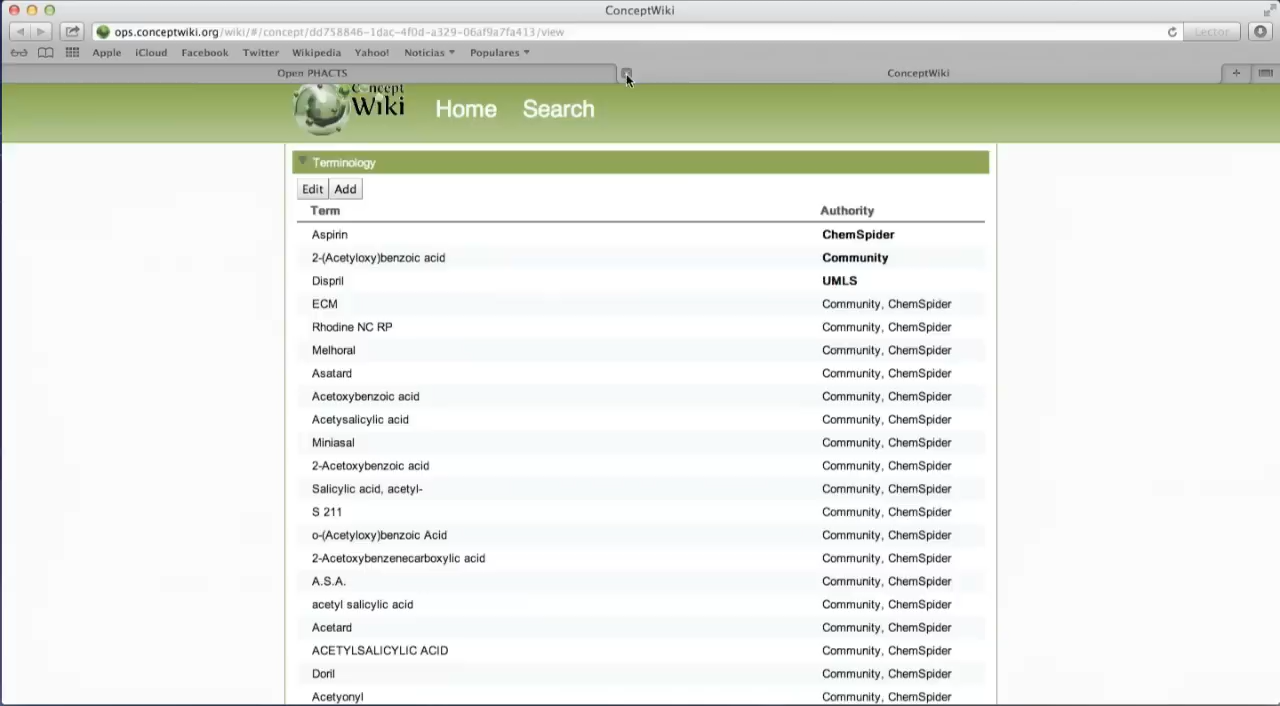 ConceptWiki
ops.conceptwiki.org/wiki/#/concept/dd758846-1dac-4f0d-a329-06af9a7fa413/view Lector
Apple iCloud Facebook Twitter Wikipedia Yahoo! Noticias Populares
Open PHACTS ConceptWiki
Concept
Wiki Home Search
Terminology
Edit Add
Term Authority
Aspirin ChemSpider
2-(Acetyloxy)benzoic acid Community
Dispril UMLS
ECM Community, ChemSpider
Rhodine NC RP Community, ChemSpider
Melhoral Community, ChemSpider
Asatard Community, ChemSpider
Acetoxybenzoic acid Community, ChemSpider
Acetysalicylic acid Community, ChemSpider
Miniasal Community, ChemSpider
2-Acetoxybenzoic acid Community, ChemSpider
Salicylic acid, acetyl- Community, ChemSpider
S 211 Community, ChemSpider
o-(Acetyloxy)benzoic Acid Community, ChemSpider
2-Acetoxybenzenecarboxylic acid Community, ChemSpider
A.S.A. Community, ChemSpider
acetyl salicylic acid Community, ChemSpider
Acetard Community, ChemSpider
ACETYLSALICYLIC ACID Community, ChemSpider
Doril Community, ChemSpider
Acetyonyl Community, ChemSpider